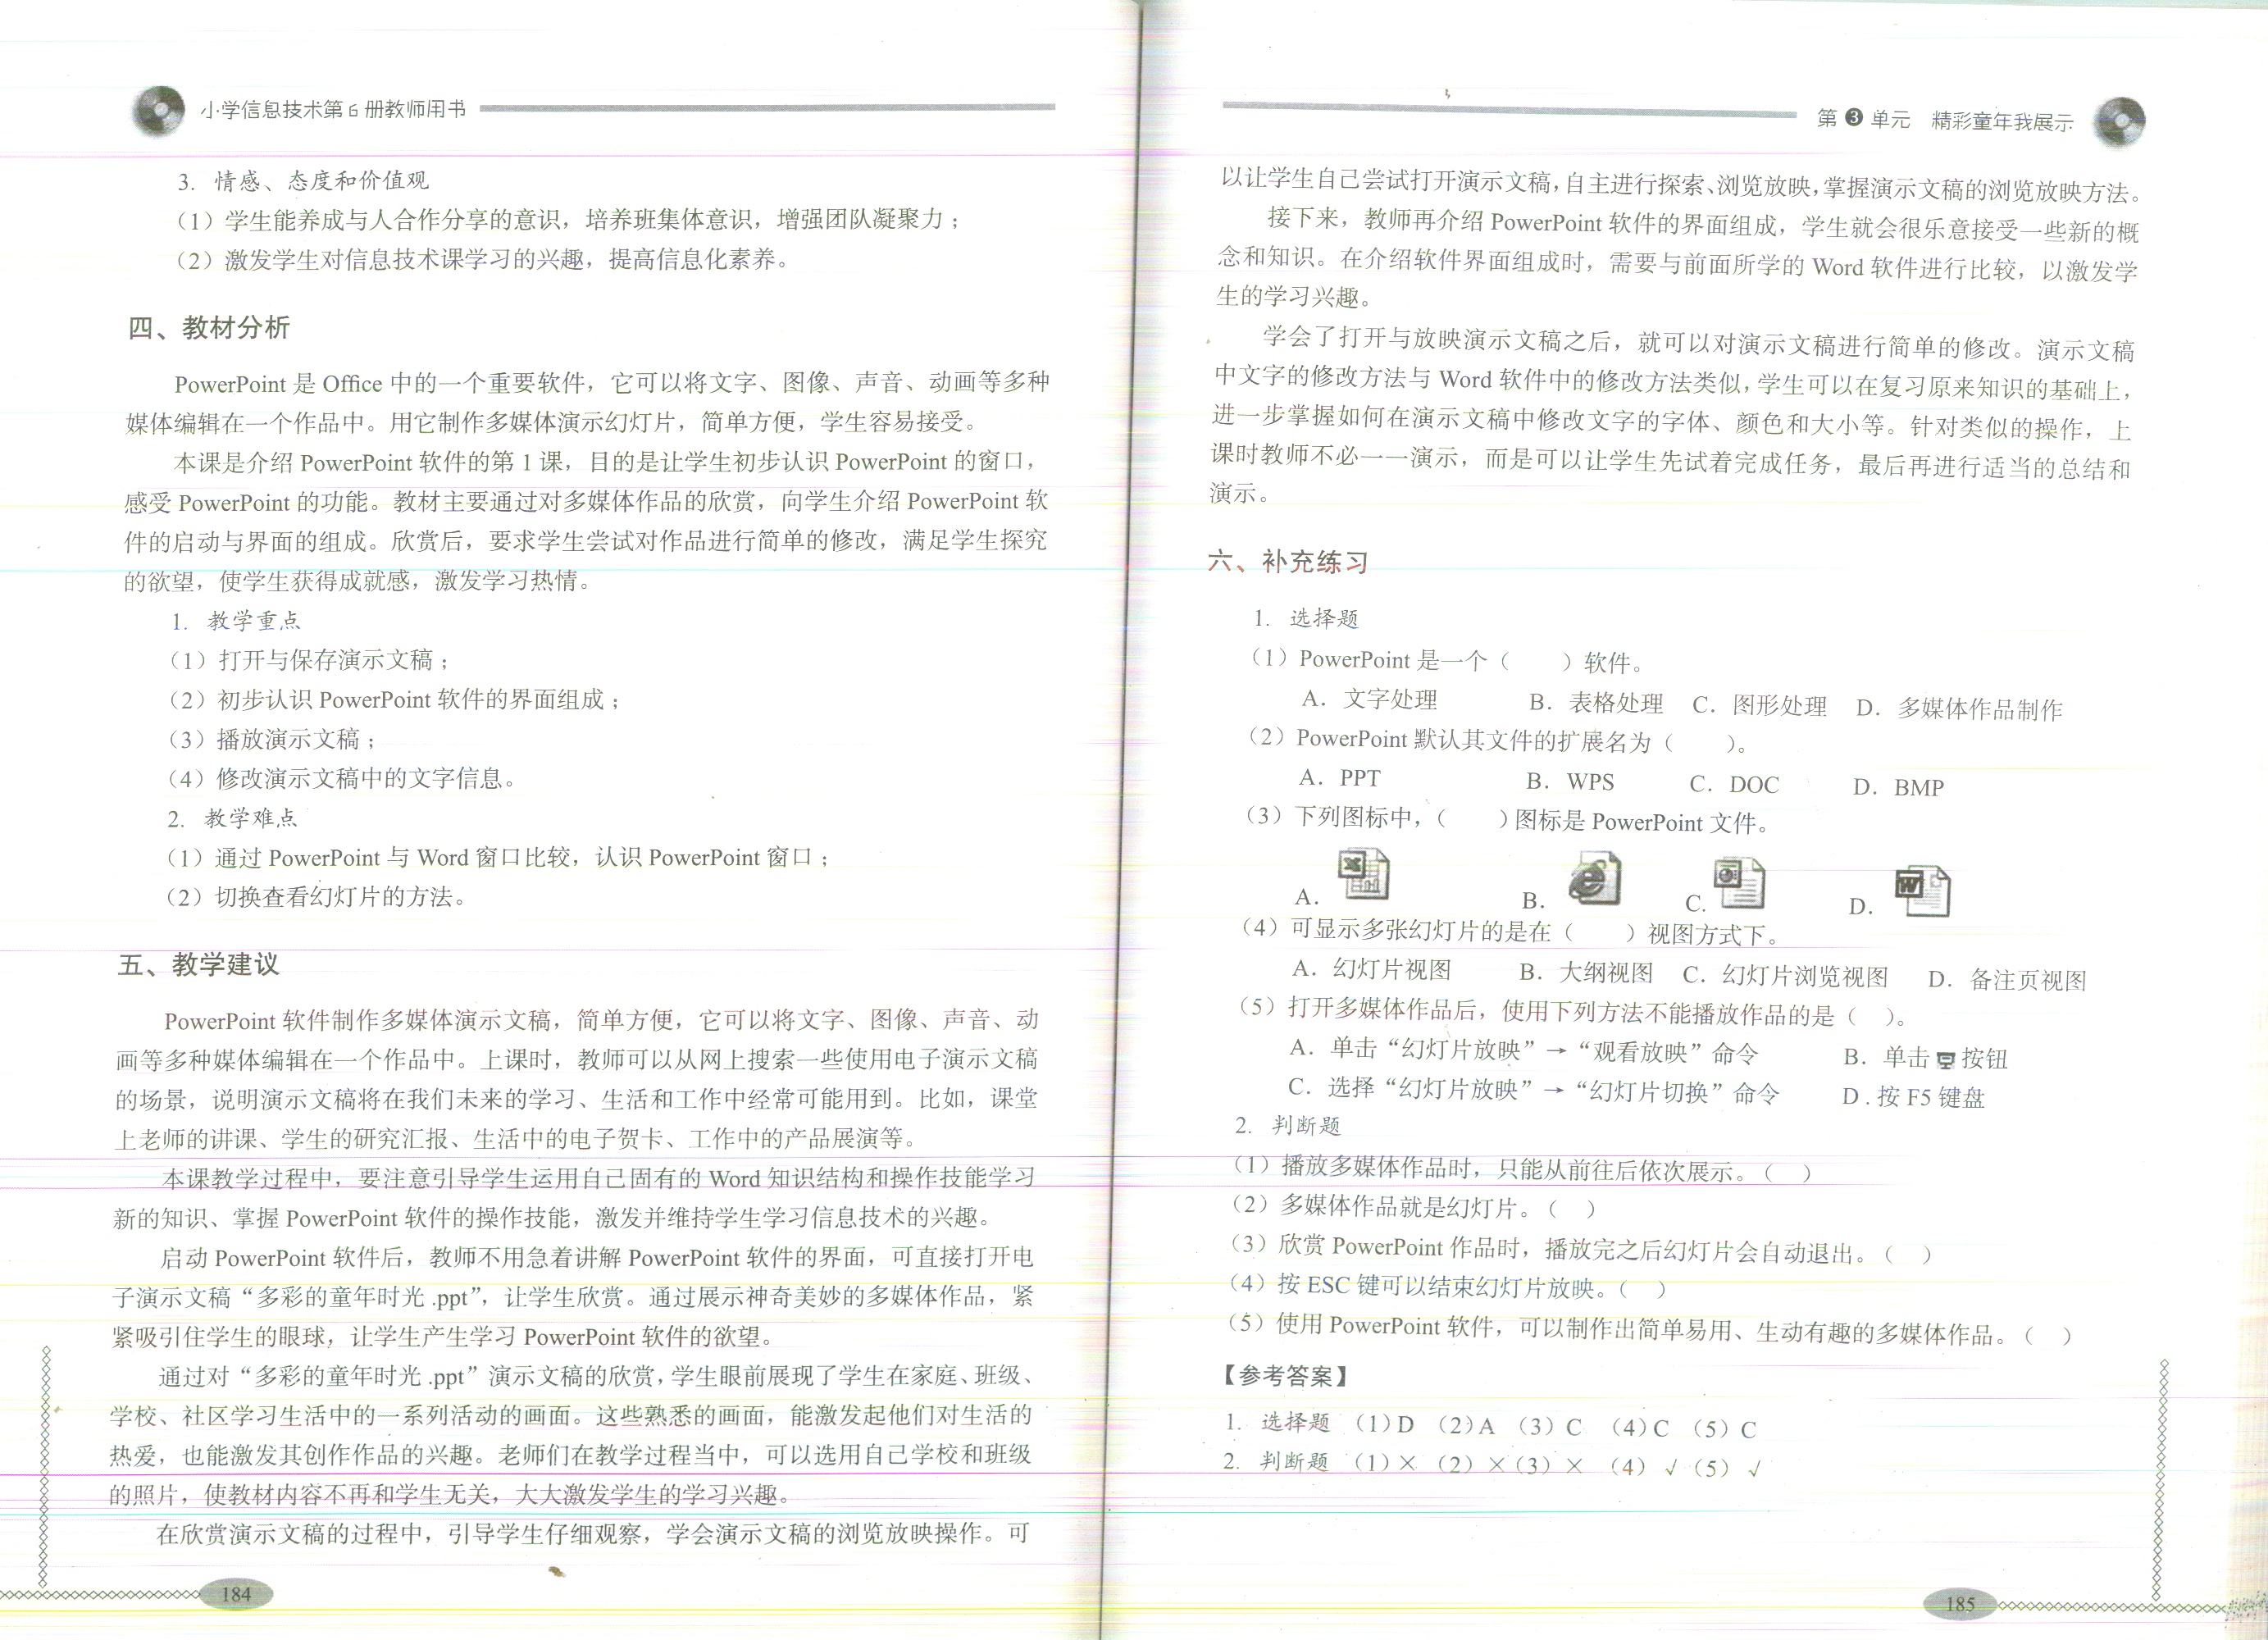 小学信息技术第6册教师用书
3. 情感、态度和价值观
（1）学生能养成与人合作分享的意识，培养班集体意识，增强团队凝聚力；
（2）激发学生对信息技术课学习的兴趣，提高信息化素养。
四、教材分析
PowerPoint 是 Office 中的一个重要软件，它可以将文字、图像、声音、动画等多种
媒体编辑在一个作品中。用它制作多媒体演示幻灯片，简单方便，学生容易接受。
本课是介绍 PowerPoint 软件的第 1 课，目的是让学生初步认识 PowerPoint 的窗口，
感受 PowerPoint 的功能。教材主要通过对多媒体作品的欣赏，向学生介绍 PowerPoint 软
件的启动与界面的组成。欣赏后，要求学生尝试对作品进行简单的修改，满足学生探究
的欲望，使学生获得成就感，激发学习热情。
1. 教学重点
（1）打开与保存演示文稿；
（2）初步认识 PowerPoint 软件的界面组成；
（3）播放演示文稿；
（4）修改演示文稿中的文字信息。
2. 教学难点
（1）通过 PowerPoint 与 Word 窗口比较，认识 PowerPoint 窗口；
（2）切换查看幻灯片的方法。
五、教学建议
PowerPoint 软件制作多媒体演示文稿，简单方便，它可以将文字、图像、声音、动
画等多种媒体编辑在一个作品中。上课时，教师可以从网上搜索一些使用电子演示文稿
的场景，说明演示文稿将在我们未来的学习、生活和工作中经常可能用到。比如，课堂
上老师的讲课、学生的研究汇报、生活中的电子贺卡、工作中的产品展演等。
本课教学过程中，要注意引导学生运用自己固有的 Word 知识结构和操作技能学习
新的知识、掌握 PowerPoint 软件的操作技能，激发并维持学生学习信息技术的兴趣。
启动 PowerPoint 软件后，教师不用急着讲解 PowerPoint 软件的界面，可直接打开电
子演示文稿“多彩的童年时光 .ppt”，让学生欣赏。通过展示神奇美妙的多媒体作品，紧
紧吸引住学生的眼球，让学生产生学习 PowerPoint 软件的欲望。
通过对“多彩的童年时光 .ppt”演示文稿的欣赏，学生眼前展现了学生在家庭、班级、
学校、社区学习生活中的一系列活动的画面。这些熟悉的画面，能激发起他们对生活的
热爱，也能激发其创作作品的兴趣。老师们在教学过程当中，可以选用自己学校和班级
的照片，使教材内容不再和学生无关，大大激发学生的学习兴趣。
在欣赏演示文稿的过程中，引导学生仔细观察，学会演示文稿的浏览放映操作。可
184
第 3 单元 精彩童年我展示
以让学生自己尝试打开演示文稿，自主进行探索、浏览放映，掌握演示文稿的浏览放映方法。
接下来，教师再介绍 PowerPoint 软件的界面组成，学生就会很乐意接受一些新的概
念和知识。在介绍软件界面组成时，需要与前面所学的 Word 软件进行比较，以激发学
生的学习兴趣。
学会了打开与放映演示文稿之后，就可以对演示文稿进行简单的修改。演示文稿
中文字的修改方法与 Word 软件中的修改方法类似，学生可以在复习原来知识的基础上，
进一步掌握如何在演示文稿中修改文字的字体、颜色和大小等。针对类似的操作，上
课时教师不必一一演示，而是可以让学生先试着完成任务，最后再进行适当的总结和
演示。
六、补充练习
1. 选择题
（1）PowerPoint 是一个（ ）软件。
A．文字处理 B．表格处理 C．图形处理 D．多媒体作品制作
（2）PowerPoint 默认其文件的扩展名为（ ）。
A．PPT B．WPS C．DOC D．BMP
（3）下列图标中，（ ）图标是 PowerPoint 文件。
A． B． C． D．
（4）可显示多张幻灯片的是在（ ）视图方式下。
A．幻灯片视图 B．大纲视图 C．幻灯片浏览视图 D．备注页视图
（5）打开多媒体作品后，使用下列方法不能播放作品的是（ ）。
A．单击“幻灯片放映”→“观看放映”命令 B．单击 按钮
C．选择“幻灯片放映”→“幻灯片切换”命令 D．按 F5 键盘
2. 判断题
（1）播放多媒体作品时，只能从前往后依次展示。（ ）
（2）多媒体作品就是幻灯片。（ ）
（3）欣赏 PowerPoint 作品时，播放完之后幻灯片会自动退出。（ ）
（4）按 ESC 键可以结束幻灯片放映。（ ）
（5）使用 PowerPoint 软件，可以制作出简单易用、生动有趣的多媒体作品。（ ）
【参考答案】
1. 选择题 （1）D （2）A （3）C （4）C （5）C
2. 判断题 （1）× （2）×（3）× （4）√（5）√
185